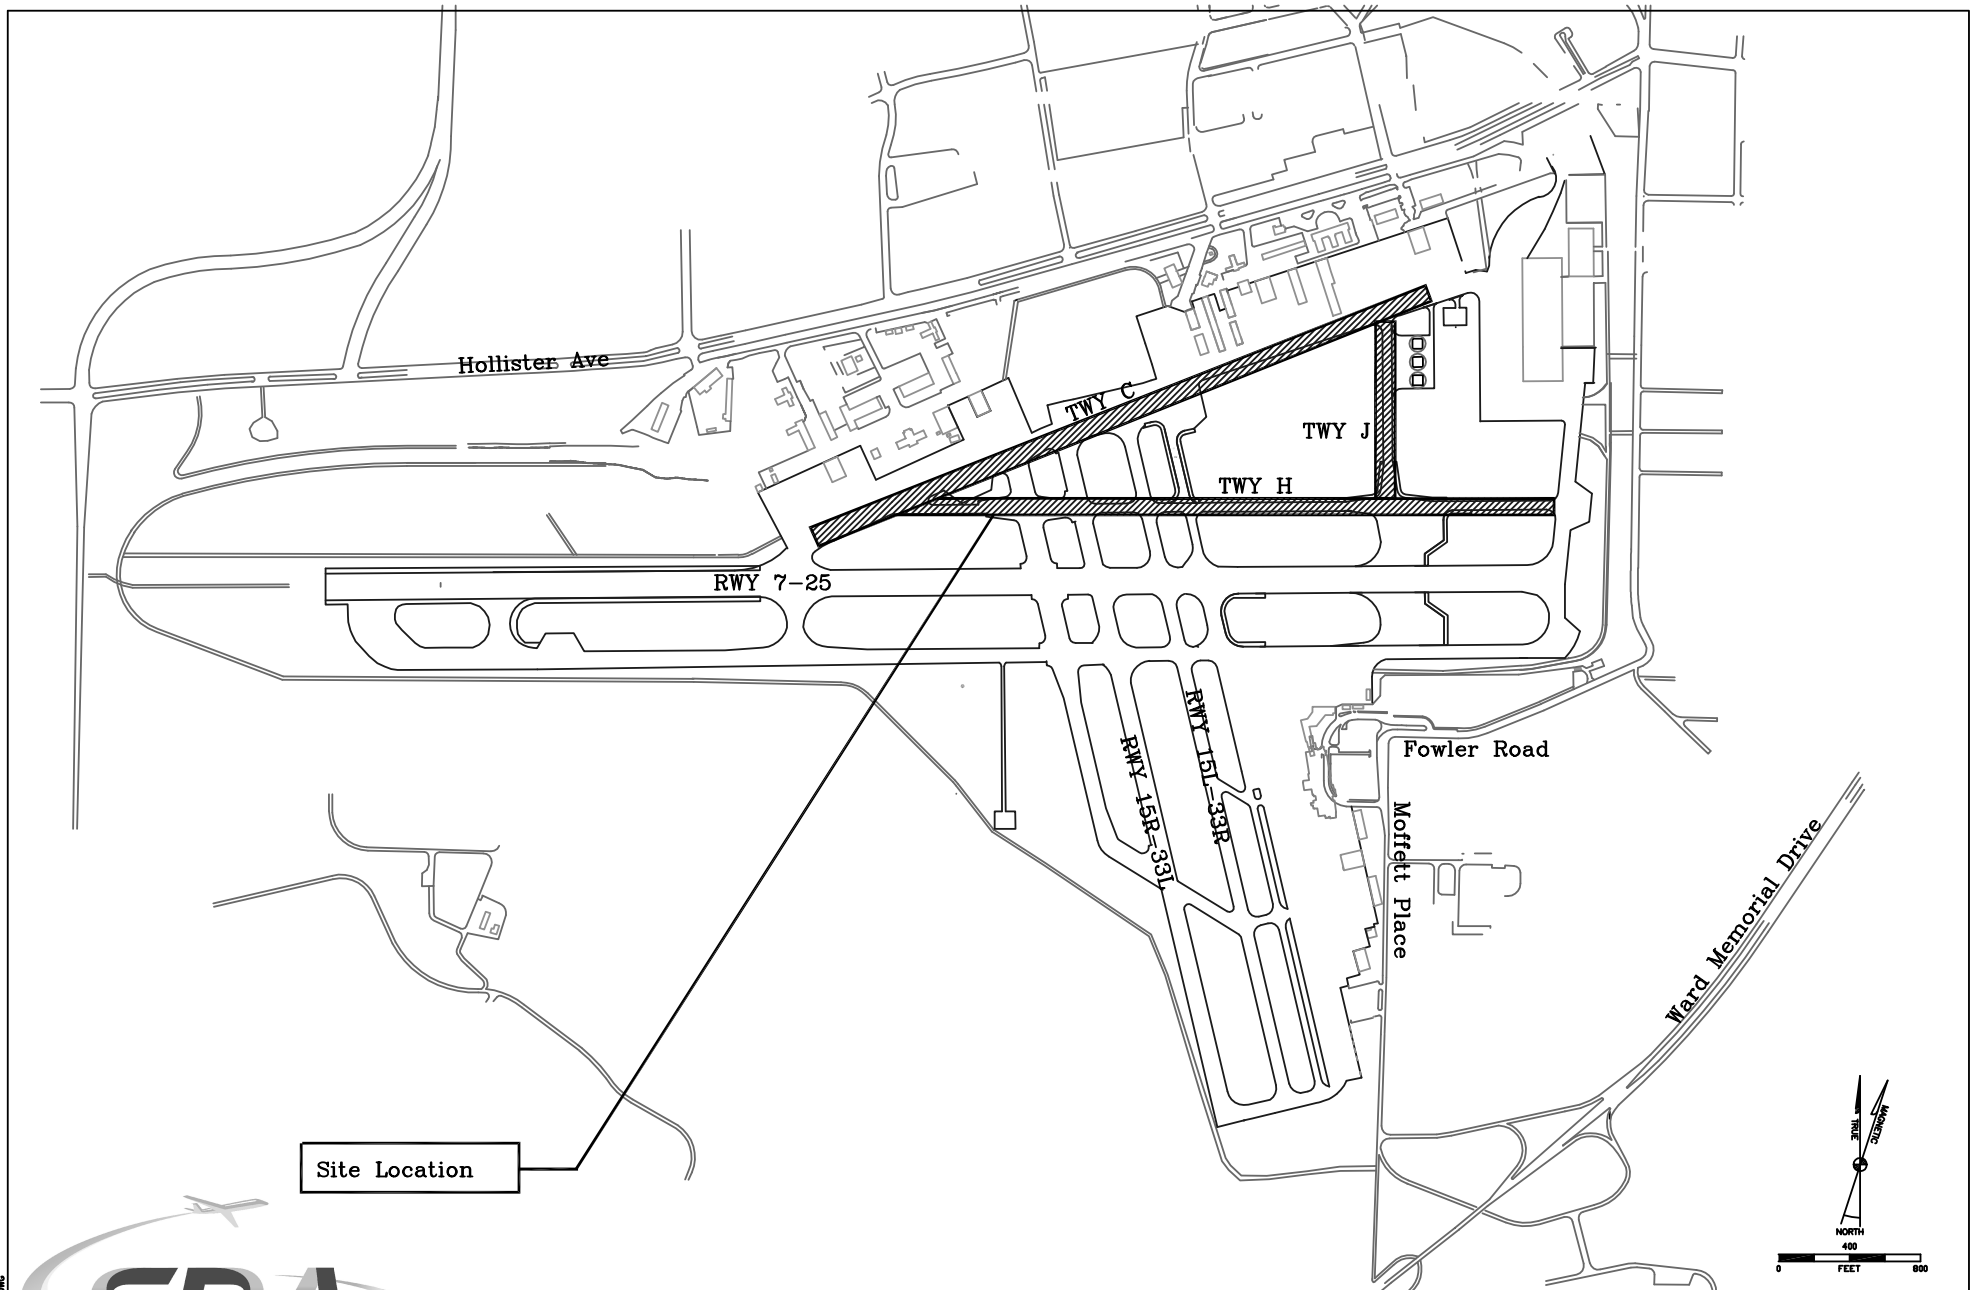 Hollister Ave
TWY C
TWY J
TWY H
RWY 7-25
RWY 15L-33R
RWY 15R-33L
Fowler Road
Moffett Place
Ward Memorial Drive
Site Location
TRUE
MAGNETIC
NORTH
400
0 FEET 800